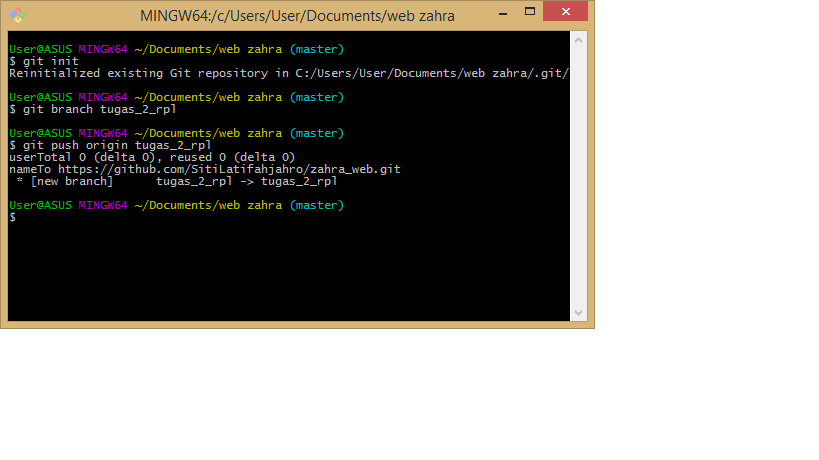 MINGW64:/c/Users/User/Documents/web zahra
User@ASUS MINGW64 ~/Documents/web zahra (master)
$ git init
Reinitialized existing Git repository in C:/Users/User/Documents/web zahra/.git/
User@ASUS MINGW64 ~/Documents/web zahra (master)
$ git branch tugas_2_rpl
User@ASUS MINGW64 ~/Documents/web zahra (master)
$ git push origin tugas_2_rpl
userTotal 0 (delta 0), reused 0 (delta 0)
nameTo https://github.com/SitiLatifahjahro/zahra_web.git
 * [new branch]      tugas_2_rpl -> tugas_2_rpl
User@ASUS MINGW64 ~/Documents/web zahra (master)
$